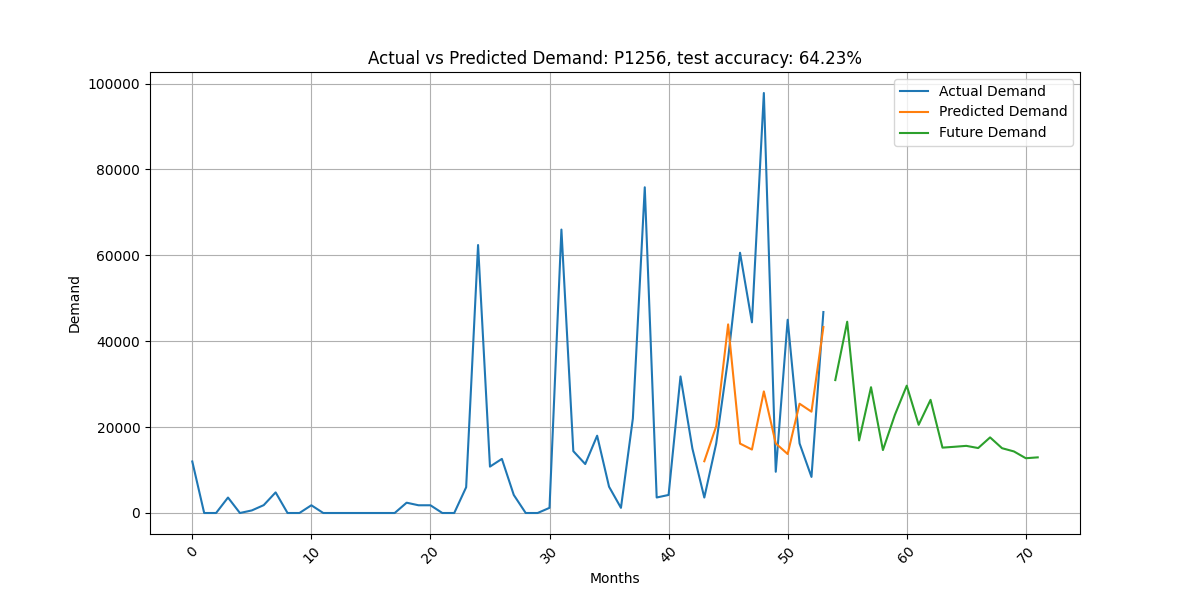 Actual vs Predicted Demand: P1256, test accuracy: 64.23%
Actual Demand
Predicted Demand
Future Demand
100000
80000
60000
40000
20000
0
Demand
0
10
20
30
40
50
60
70
Months